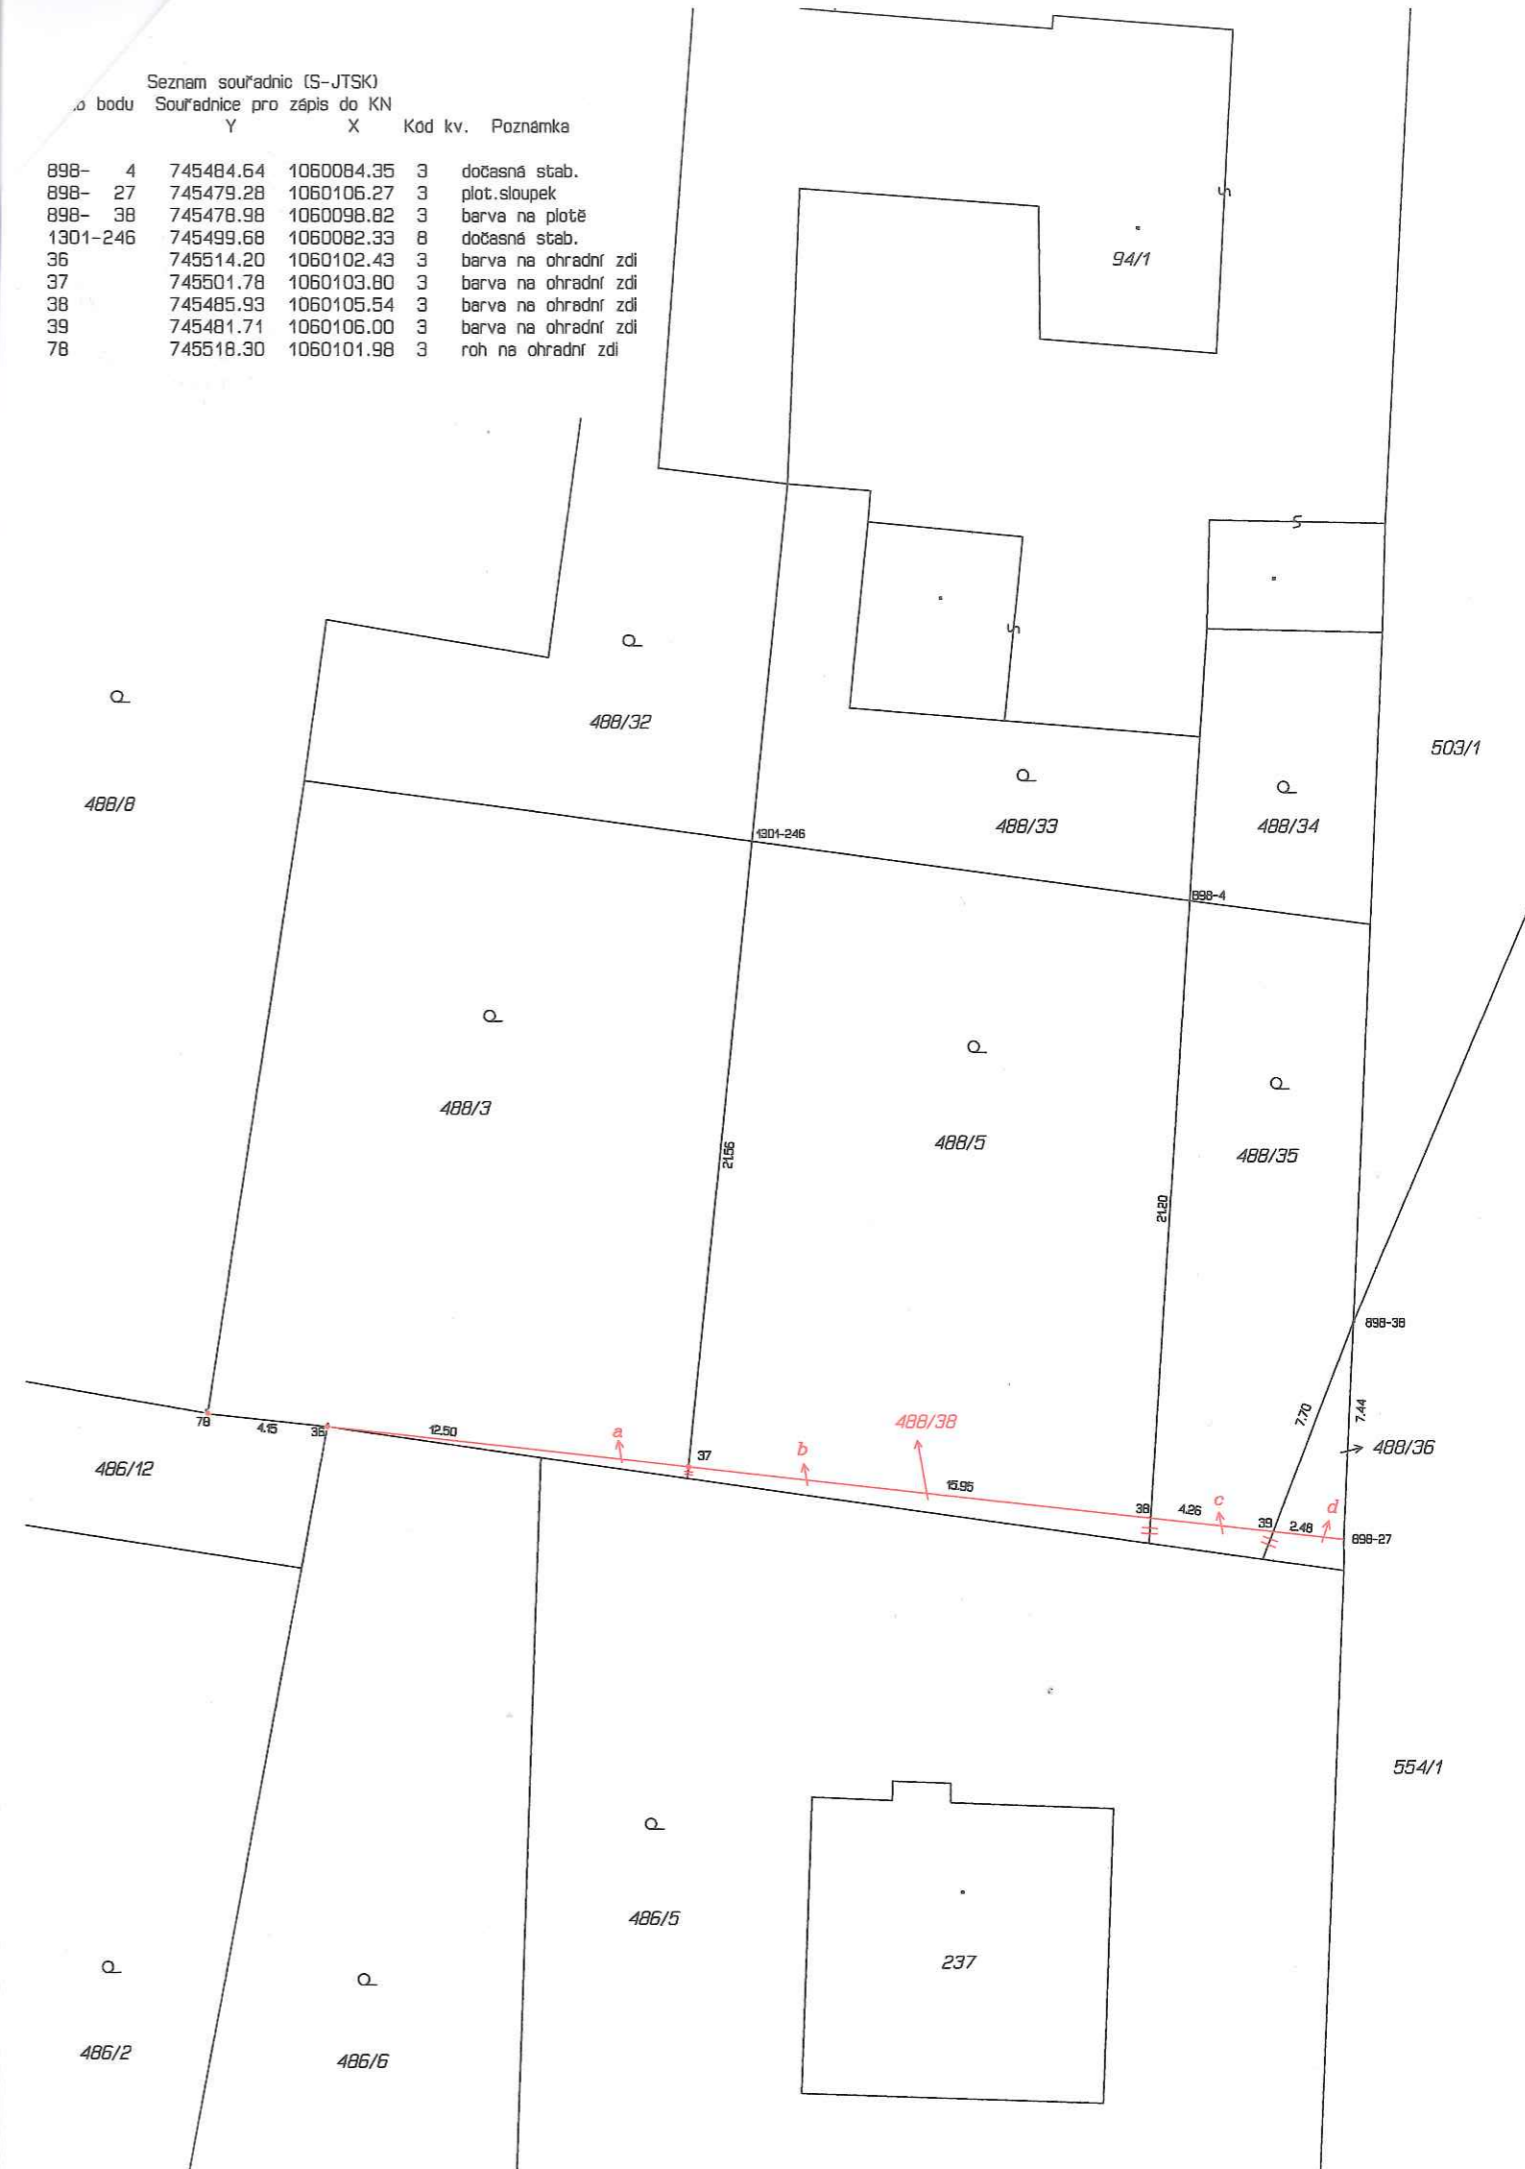 Seznam souřadnic (S-JTSK)
bodu Souřadnice pro zápis do KN
Y X Kód kv. Poznámka
898- 4 745484.64 1060084.35 3 dočasná stab.
898- 27 745479.28 1060106.27 3 plot.sloupek
898- 38 745478.98 1060098.82 3 barva na plotě
1301-246 745499.68 1060082.33 8 dočasná stab.
36 745514.20 1060102.43 3 barva na ohradní zdi
37 745501.78 1060103.80 3 barva na ohradní zdi
38 745485.93 1060105.54 3 barva na ohradní zdi
39 745481.71 1060106.00 3 barva na ohradní zdi
78 745518.30 1060101.98 3 roh na ohradní zdi
94/1
488/32
503/1
488/8
488/33
488/34
1301-246
898-4
488/3
488/5
488/35
21.56
21.20
898-38
7.70
7.44
78
4.15
36
12.50
a
37
b
488/38
15.95
38
4.26
c
39
2.48
d
488/36
898-27
486/12
554/1
486/5
237
486/2
486/6